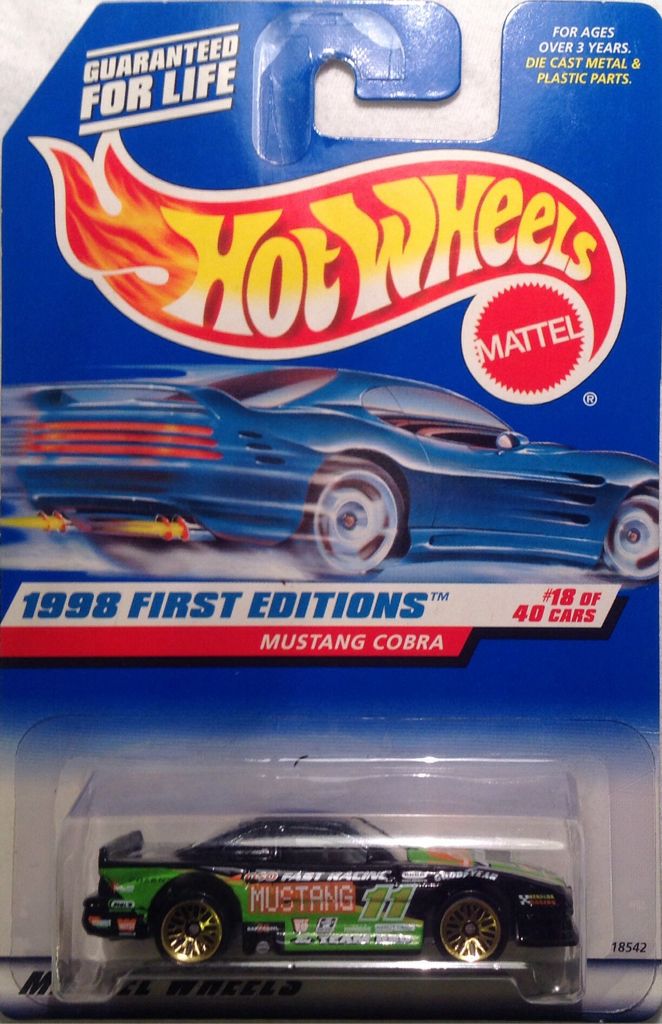 GUARANTEED
FOR LIFE
FOR AGES
OVER 3 YEARS.
DIE CAST METAL &
PLASTIC PARTS.
HOT WHEELS
MATTEL
®
1998 FIRST EDITIONS™
#18 OF
40 CARS
MUSTANG COBRA
FAST RACING
GOODYEAR
MUSTANG 11
18542
WHEELS